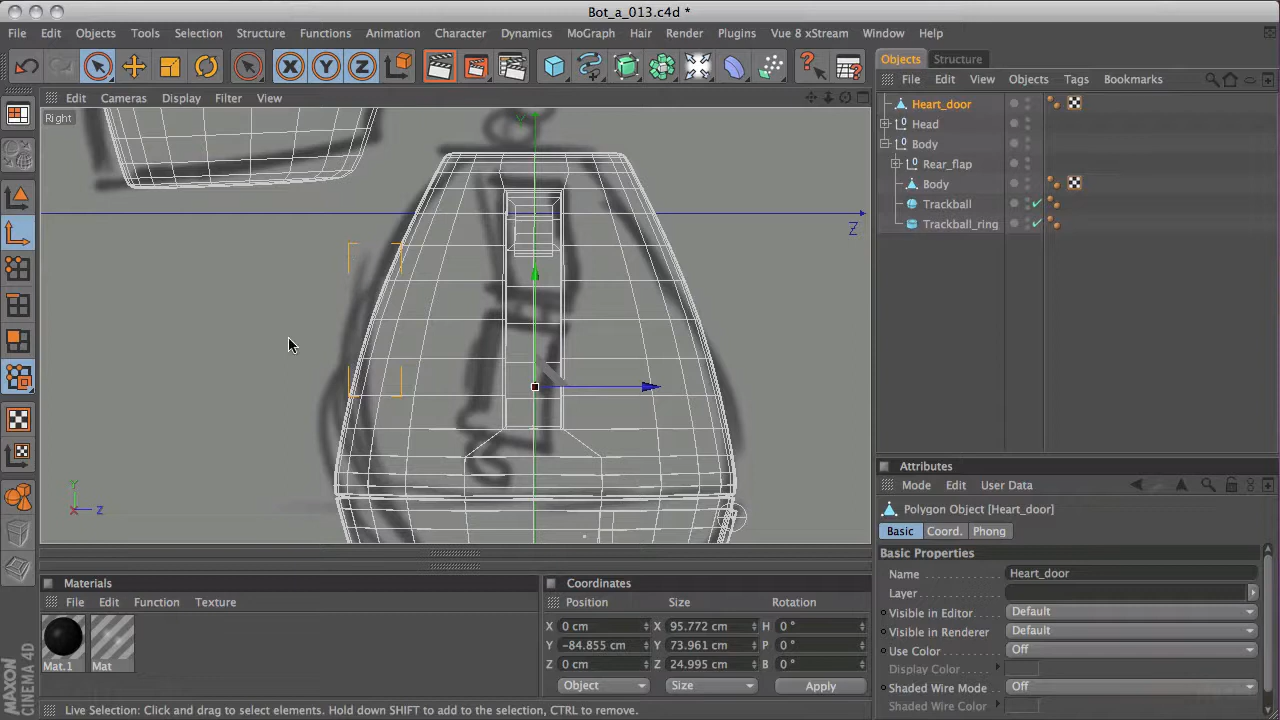 Bot_a_013.c4d *
File Edit Objects Tools Selection Structure Functions Animation Character Dynamics MoGraph Hair Render Plugins Vue 8 xStream Window Help
X Y Z
Objects Structure
File Edit View Objects Tags Bookmarks
Edit Cameras Display Filter View
Right
Y
Z
Heart_door
Head
Body
Rear_flap
Body
Trackball
Trackball_ring
Y
X Z
Attributes
Mode Edit User Data
Polygon Object [Heart_door]
Basic Coord. Phong
Basic Properties
Name Heart_door
Layer
Visible in Editor Default
Visible in Renderer Default
Use Color Off
Display Color
Shaded Wire Mode Off
Shaded Wire Color
Materials
File Edit Function Texture
Mat.1 Mat
Coordinates
Position Size Rotation
X 0 cm X 95.772 cm H 0 °
Y -84.855 cm Y 73.961 cm P 0 °
Z 0 cm Z 24.995 cm B 0 °
Object Size Apply
MAXON
CINEMA 4D
Live Selection: Click and drag to select elements. Hold down SHIFT to add to the selection, CTRL to remove.